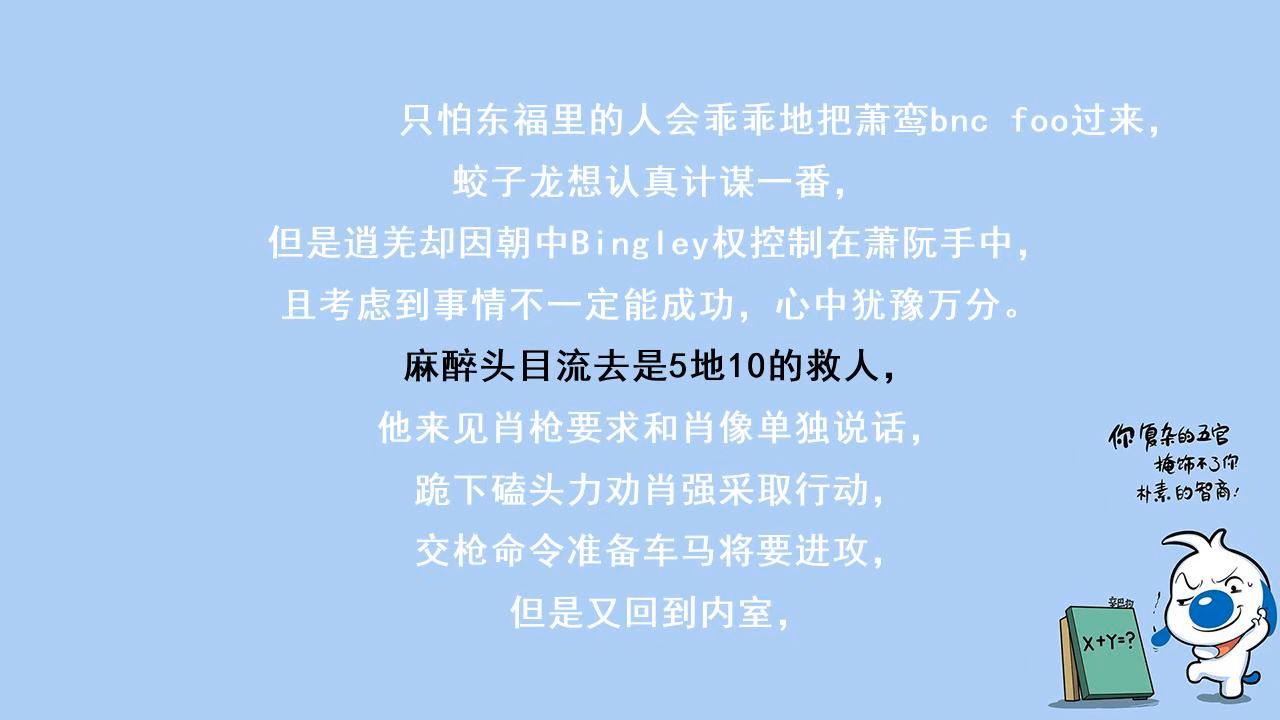 只怕东福里的人会乖乖地把萧鸾bnc foo过来,
蛟子龙想认真计谋一番,
但是逍羌却因朝中Bingley权控制在萧阮手中,
且考虑到事情不一定能成功, 心中犹豫万分。
麻醉头目流去是5地10的救人,
他来见肖枪要求和肖像单独说话,
跪下磕头力劝肖强采取行动,
交枪命令准备车马将要进攻,
但是又回到内室,
你复杂的五官
掩饰不了你
朴素的智商!
X+Y=?